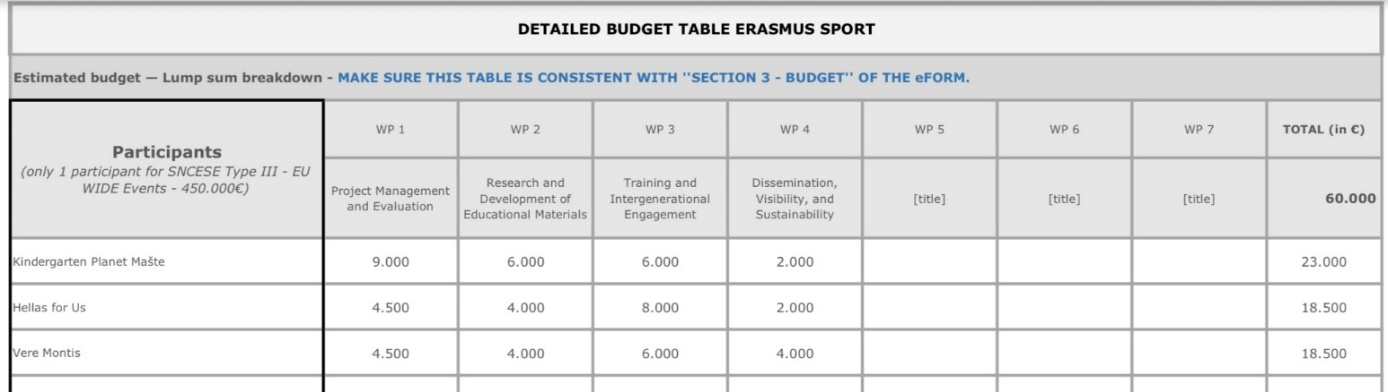 DETAILED BUDGET TABLE ERASMUS SPORT
Estimated budget — Lump sum breakdown - MAKE SURE THIS TABLE IS CONSISTENT WITH ''SECTION 3 - BUDGET'' OF THE eFORM.
Participants
(only 1 participant for SNCESE Type III - EU
WIDE Events - 450.000€)
WP 1 WP 2 WP 3 WP 4 WP 5 WP 6 WP 7 TOTAL (in €)
Project Management
and Evaluation
Research and
Development of
Educational Materials
Training and
Intergenerational
Engagement
Dissemination,
Visibility, and
Sustainability
[title]
[title]
[title]
60.000
Kindergarten Planet Mašte 9.000 6.000 6.000 2.000 23.000
Hellas for Us 4.500 4.000 8.000 2.000 18.500
Vere Montis 4.500 4.000 6.000 4.000 18.500